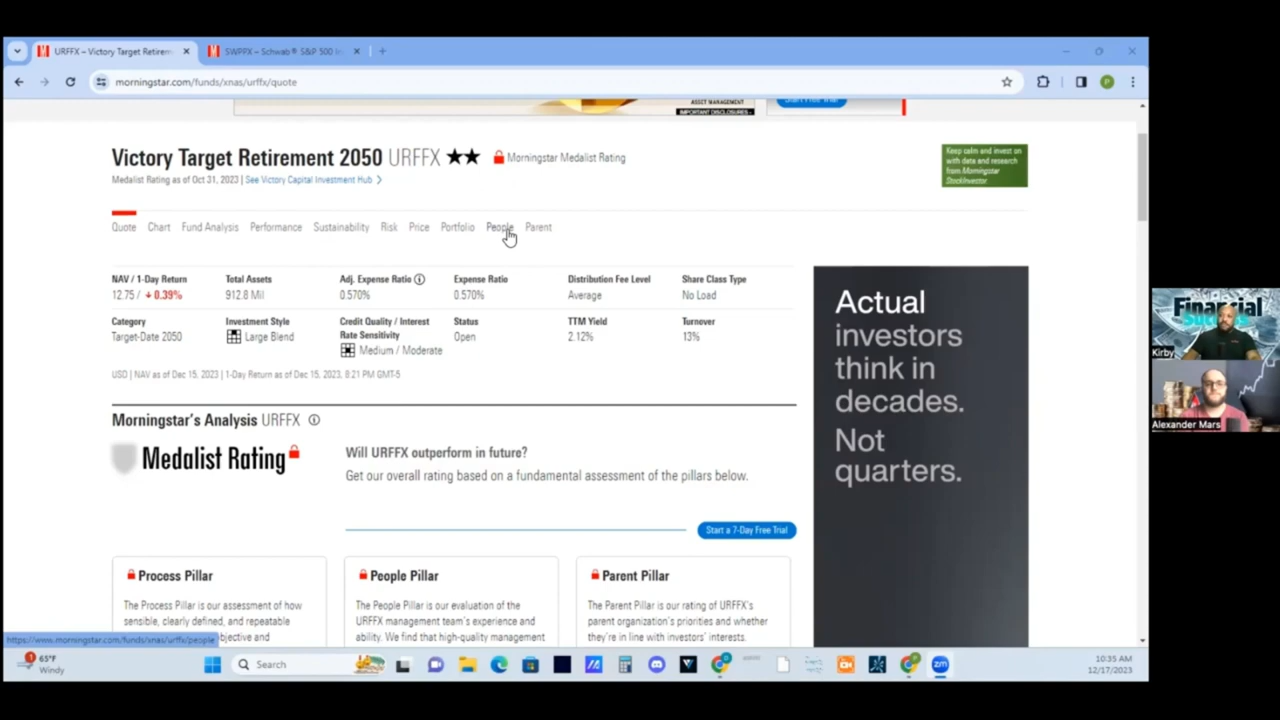 URFFX – Victory Target Retirem
SWPPX – Schwab® S&P 500 In
morningstar.com/funds/xnas/urffx/quote
ASSET MANAGEMENT
IMPORTANT DISCLOSURES
Start Free Trial
Victory Target Retirement 2050 URFFX ★★ Morningstar Medalist Rating
Medalist Rating as of Oct 31, 2023 | See Victory Capital Investment Hub
Keep calm and invest on
with data and research
from Morningstar
StockInvestor
Quote Chart Fund Analysis Performance Sustainability Risk Price Portfolio People Parent
NAV / 1-Day Return Total Assets Adj. Expense Ratio Expense Ratio Distribution Fee Level Share Class Type
12.75 / 0.39% 912.8 Mil 0.570% 0.570% Average No Load
Category Investment Style Credit Quality / Interest Rate Sensitivity Status TTM Yield Turnover
Target-Date 2050 Large Blend Medium / Moderate Open 2.12% 13%
USD | NAV as of Dec 15, 2023 | 1-Day Return as of Dec 15, 2023, 8:21 PM GMT-5
Morningstar's Analysis URFFX
Medalist Rating
Will URFFX outperform in future?
Get our overall rating based on a fundamental assessment of the pillars below.
Start a 7-Day Free Trial
Process Pillar
The Process Pillar is our assessment of how
sensible, clearly defined, and repeatable
bjective and
People Pillar
The People Pillar is our evaluation of the
URFFX management team's experience and
ability. We find that high-quality management
Parent Pillar
The Parent Pillar is our rating of URFFX's
parent organization's priorities and whether
they're in line with investors' interests.
Actual
investors
think in
decades.
Not
quarters.
Financial
Kirby
Alexander Mars
https://www.morningstar.com/funds/xnas/urffx/people
1
65°F
Windy
Search
zm
10:35 AM
12/17/2023